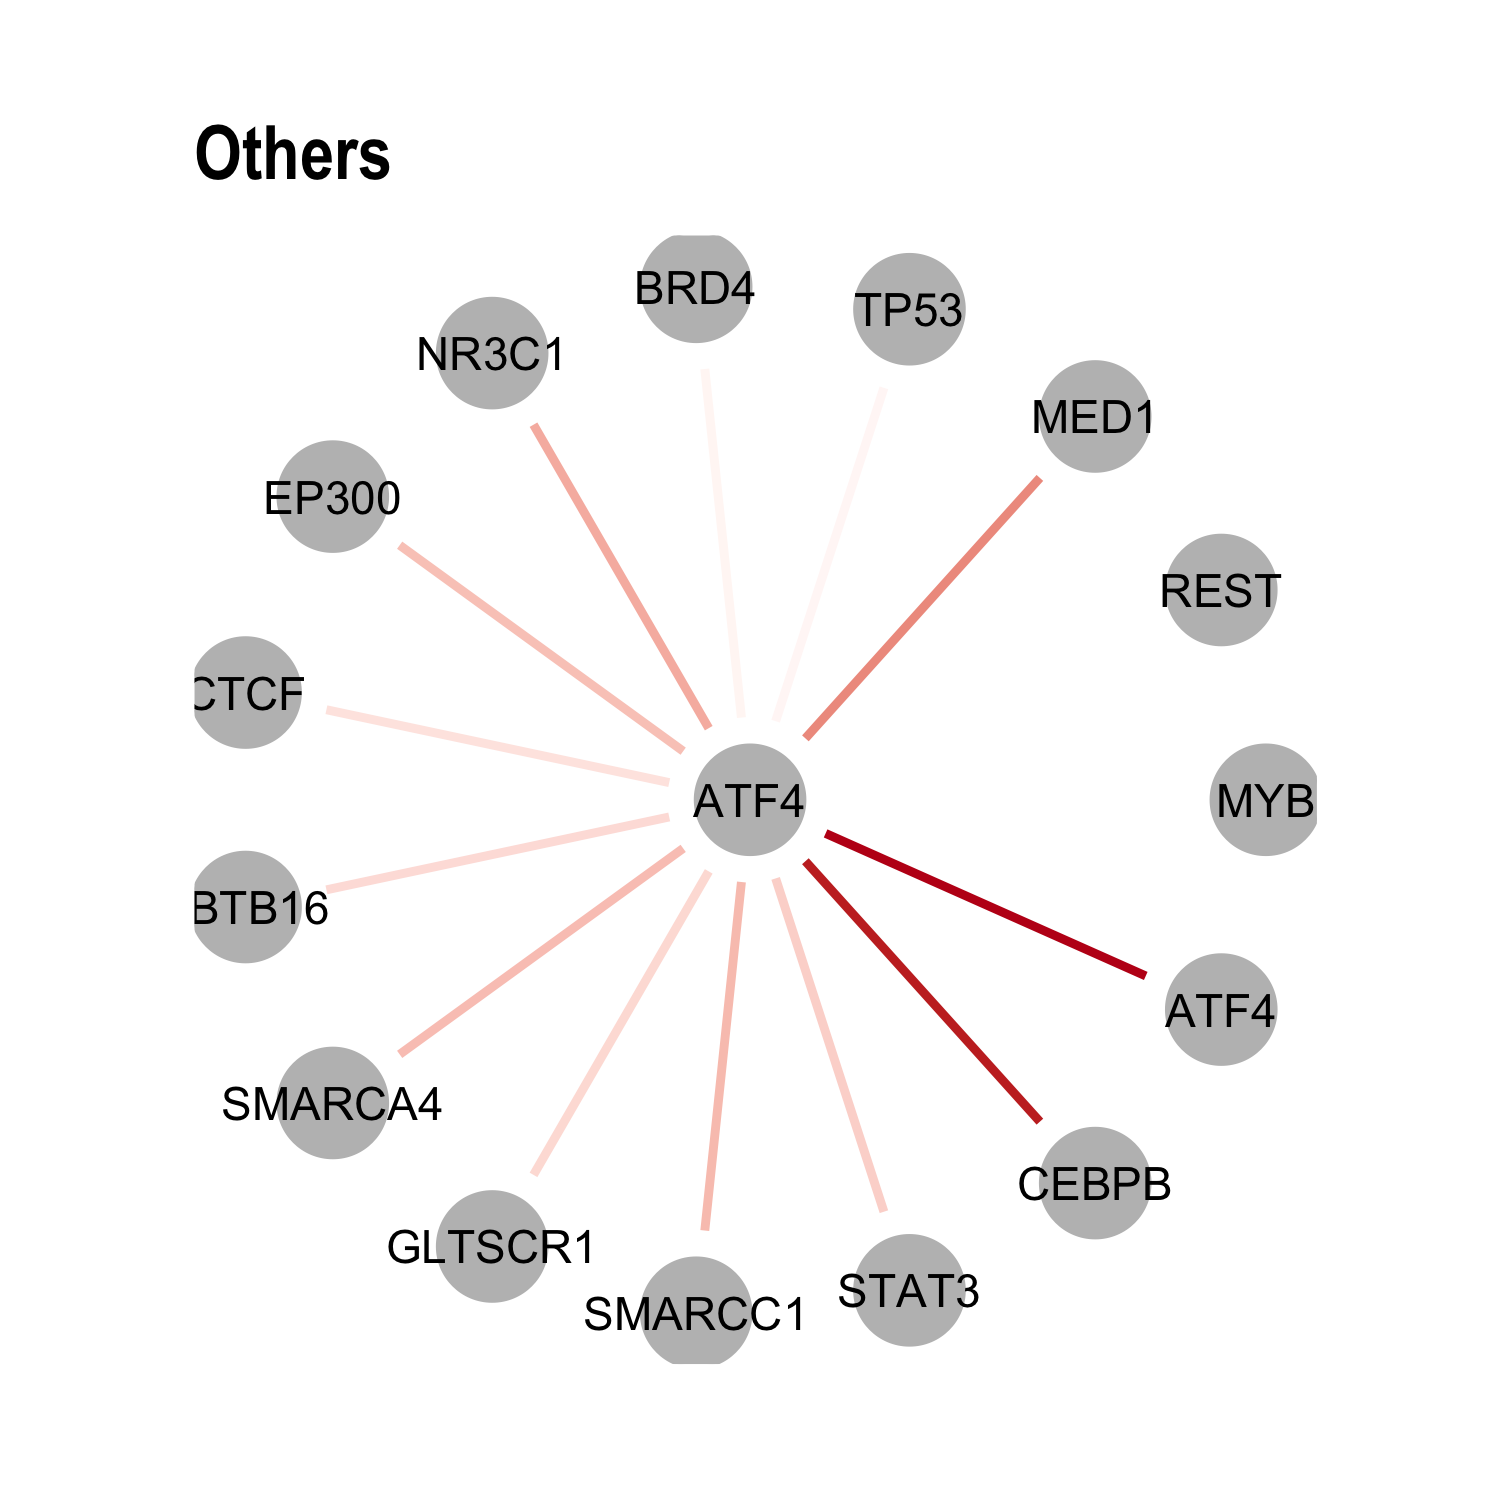 Others
BRD4
TP53
NR3C1
MED1
EP300
REST
CTCF
ATF4
MYB
BTB16
ATF4
SMARCA4
CEBPB
GLTSCR1
STAT3
SMARCC1